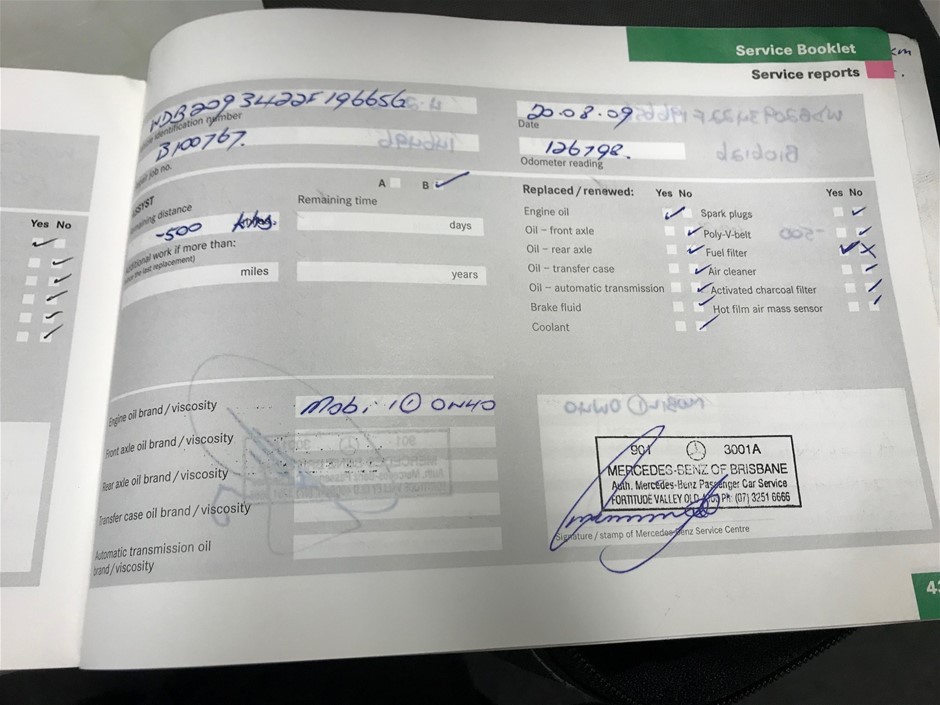 Service Booklet
km
Service reports
WDB2093422F196656
identification number
20.08.09
Date
B100767.
job no.
126798.
Odometer reading
A B
Replaced/renewed: Yes No Yes No
Yes No
ASSYST
Remaining distance
Remaining time
-500
days
Additional work if more than:
miles
years
Engine oil
Spark plugs
Oil – front axle
Poly-V-belt
Oil – rear axle
Fuel filter
Oil – transfer case
Air cleaner
Oil – automatic transmission
Activated charcoal filter
Brake fluid
Hot film air mass sensor
Coolant
Engine oil brand/viscosity
Mobil ① 0W40
Front axle oil brand/viscosity
Rear axle oil brand/viscosity
Transfer case oil brand/viscosity
Automatic transmission oil
brand/viscosity
901 3001A
MERCEDES-BENZ OF BRISBANE
Auth. Mercedes-Benz Passenger Car Service
FORTITUDE VALLEY QLD Ph: (07) 3251 6666
Signature/stamp of Mercedes-Benz Service Centre
43